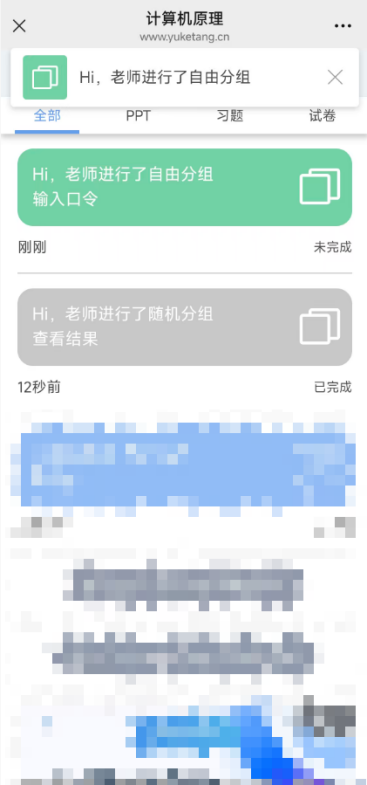 计算机原理
www.yuketang.cn
Hi，老师进行了自由分组
全部 PPT 习题 试卷
Hi，老师进行了自由分组
输入口令
刚刚 未完成
Hi，老师进行了随机分组
查看结果
12秒前 已完成